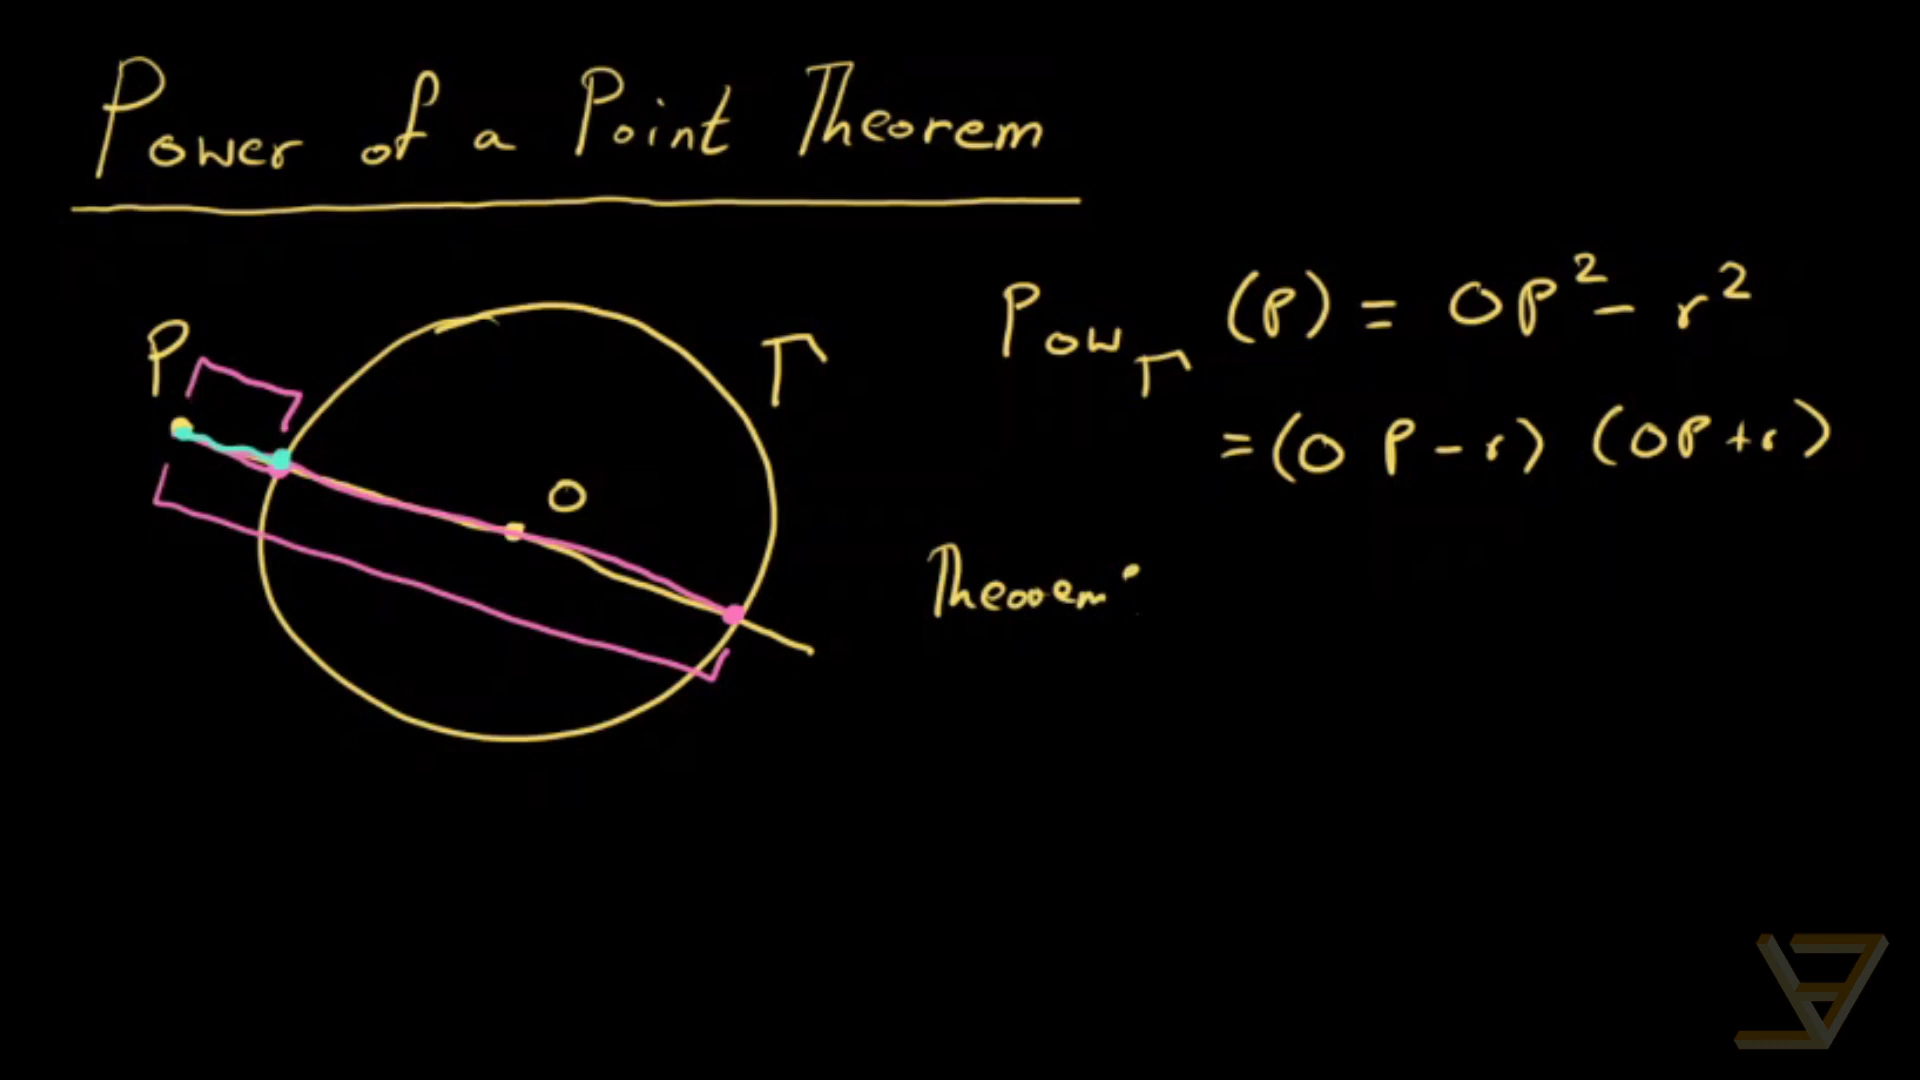 Power of a Point Theorem
P
Γ
O
Pow_Γ (P) = OP² - r²
= (OP - r) (OP + r)
Theorem: